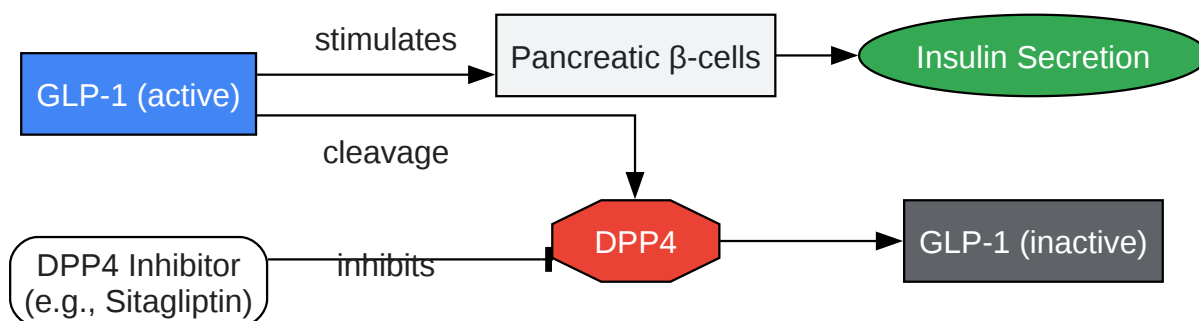 stimulates
Pancreatic β-cells
Insulin Secretion
GLP-1 (active)
cleavage
DPP4
GLP-1 (inactive)
DPP4 Inhibitor
(e.g., Sitagliptin)
inhibits